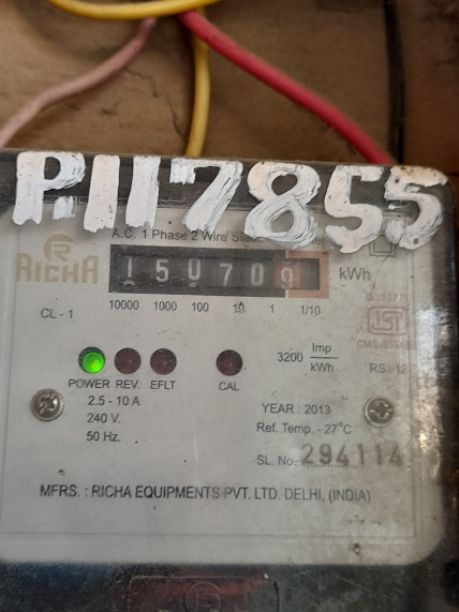 P.117855
A.C. 1 Phase 2 Wire
RICHA
150709 kWh
CL - 1
10000 1000 100 10 1 1/10
3200 Imp/kWh
POWER REV. EFLT CAL
2.5 - 10 A
240 V.
50 Hz.
YEAR : 2013
Ref. Temp. - 27°C
SL. No. 294114
MFRS. : RICHA EQUIPMENTS PVT. LTD. DELHI, (INDIA)